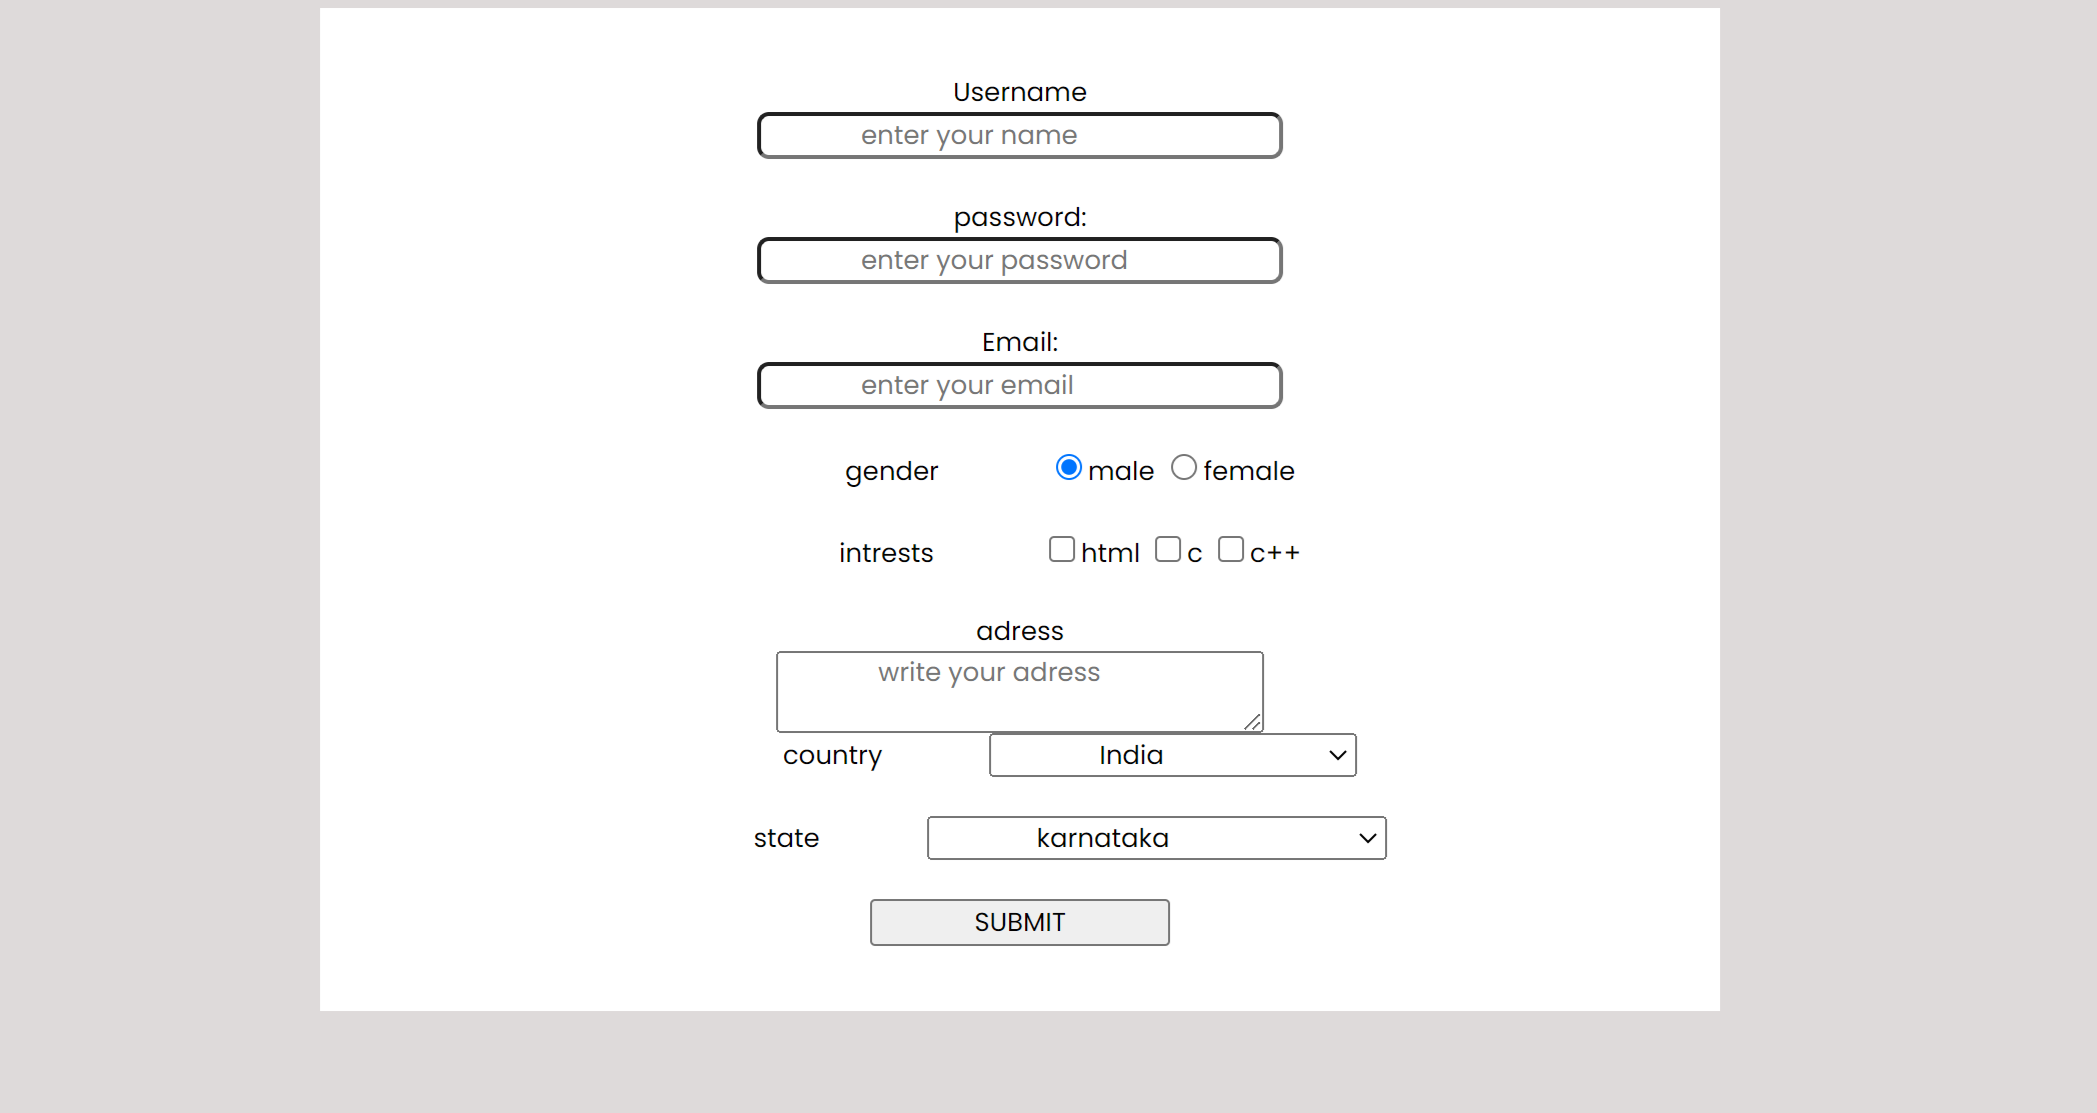 Username
enter your name
password:
enter your password
Email:
enter your email
gender male female
intrests html c c++
adress
write your adress
country India
state karnataka
SUBMIT